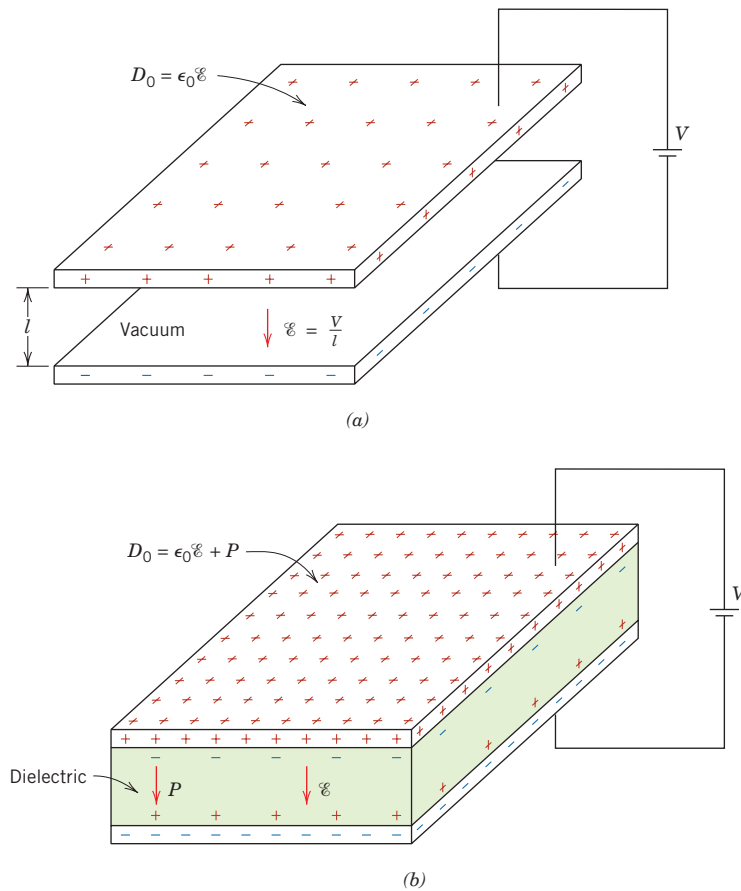 D₀ = ϵ₀ℰ
V
l
Vacuum
ℰ = V/l
(a)
D₀ = ϵ₀ℰ + P
V
Dielectric
P
ℰ
(b)